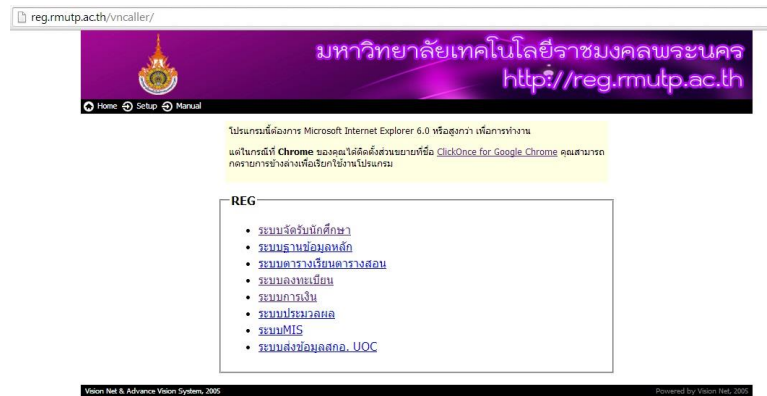 reg.rmutp.ac.th/vncaller/
มหาวิทยาลัยเทคโนโลยีราชมงคลพระนคร
http://reg.rmutp.ac.th
Home Setup Manual
โปรแกรมนี้ต้องการ Microsoft Internet Explorer 6.0 หรือสูงกว่า เพื่อการทำงาน
แต่ในกรณีที่ Chrome ของคุณได้ติดตั้งส่วนขยายที่ชื่อ ClickOnce for Google Chrome คุณสามารถ
กดรายการข้างล่างเพื่อเรียกใช้งานโปรแกรม
REG
ระบบจัดรับนักศึกษา
ระบบฐานข้อมูลหลัก
ระบบตารางเรียนตารางสอน
ระบบลงทะเบียน
ระบบการเงิน
ระบบประมวลผล
ระบบMIS
ระบบส่งข้อมูลสกอ. UOC
Vision Net & Advance Vision System, 2005 Powered by Vision Net, 2005